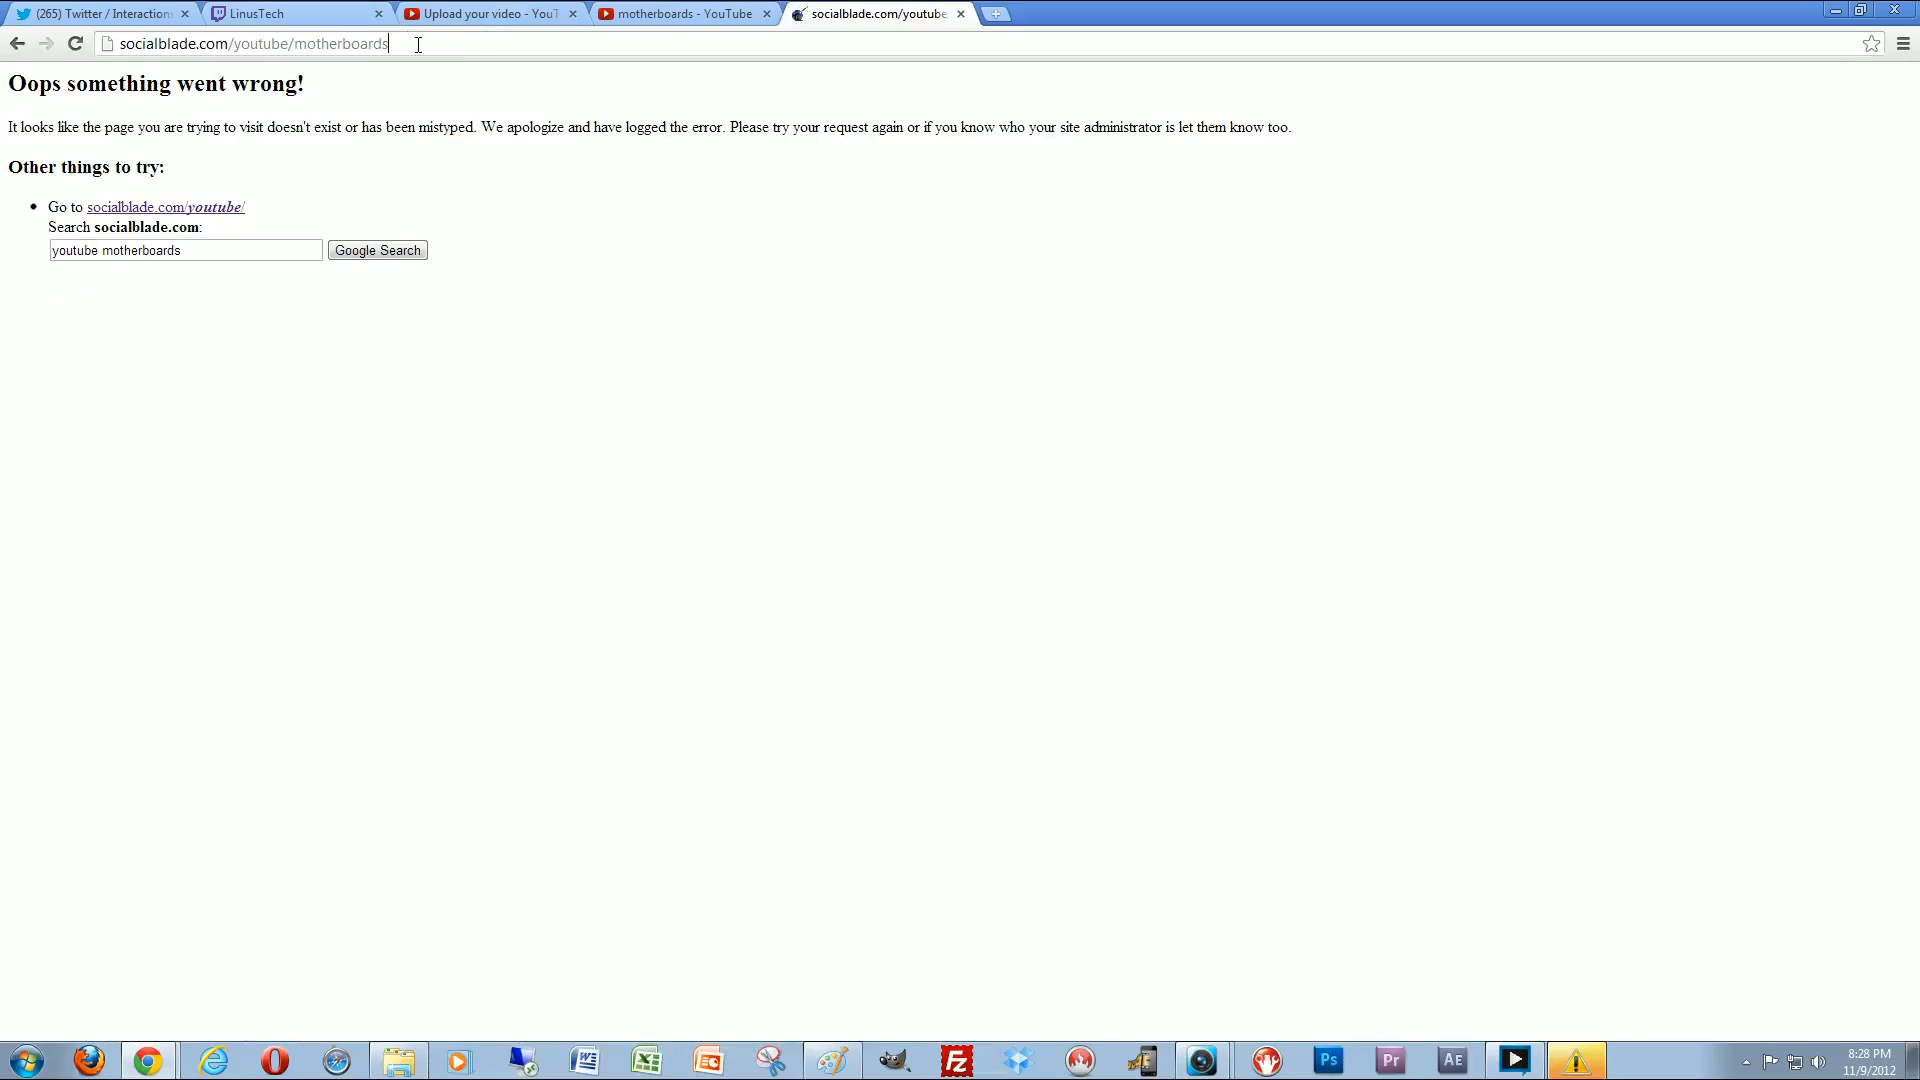 (265) Twitter / Interactions
LinusTech
Upload your video - YouT
motherboards - YouTube
socialblade.com/youtube
socialblade.com/youtube/motherboards
Oops something went wrong!
It looks like the page you are trying to visit doesn't exist or has been mistyped. We apologize and have logged the error. Please try your request again or if you know who your site administrator is let them know too.
Other things to try:
Go to socialblade.com/youtube/
Search socialblade.com:
youtube motherboards Google Search
Ps
Pr
AE
Fz
8:28 PM
11/9/2012